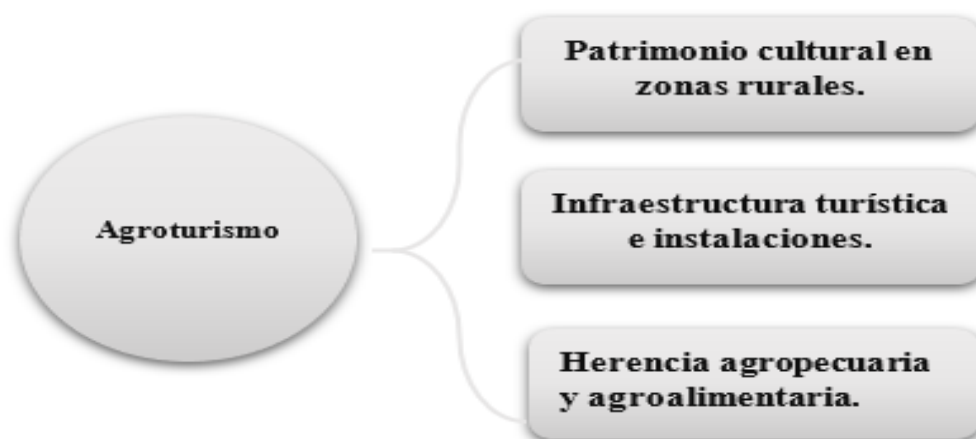 Patrimonio cultural en
zonas rurales.
Agroturismo
Infraestructura turística
e instalaciones.
Herencia agropecuaria
y agroalimentaria.